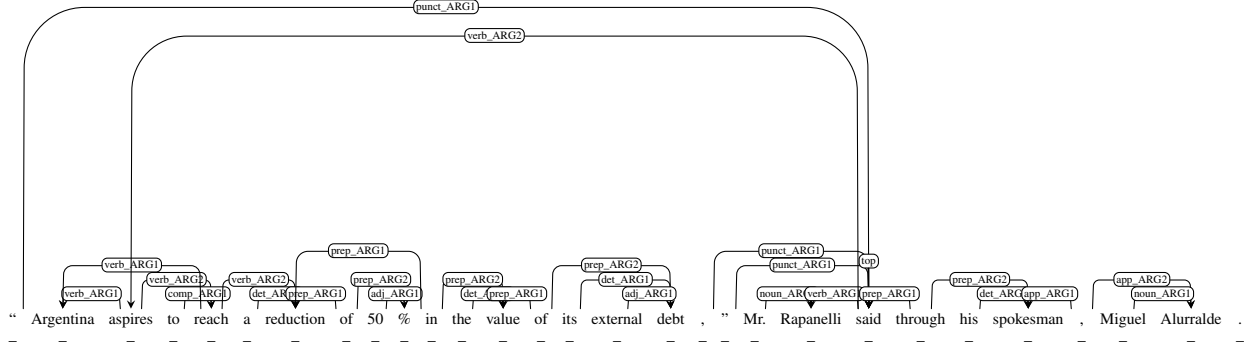 punct_ARG1
verb_ARG2
prep_ARG1 punct_ARG1
verb_ARG1 prep_ARG2 punct_ARG1 top
verb_ARG2 verb_ARG2 prep_ARG2 prep_ARG2 det_ARG1 prep_ARG2 app_ARG2
verb_ARG1 comp_ARG1 prep_ARG1 adj_ARG1 prep_ARG1 adj_ARG1 prep_ARG1 app_ARG1 noun_ARG1
“ Argentina aspires to reach a reduction of 50 % in the value of its external debt , ” Mr. Rapanelli said through his spokesman , Miguel Alurralde .